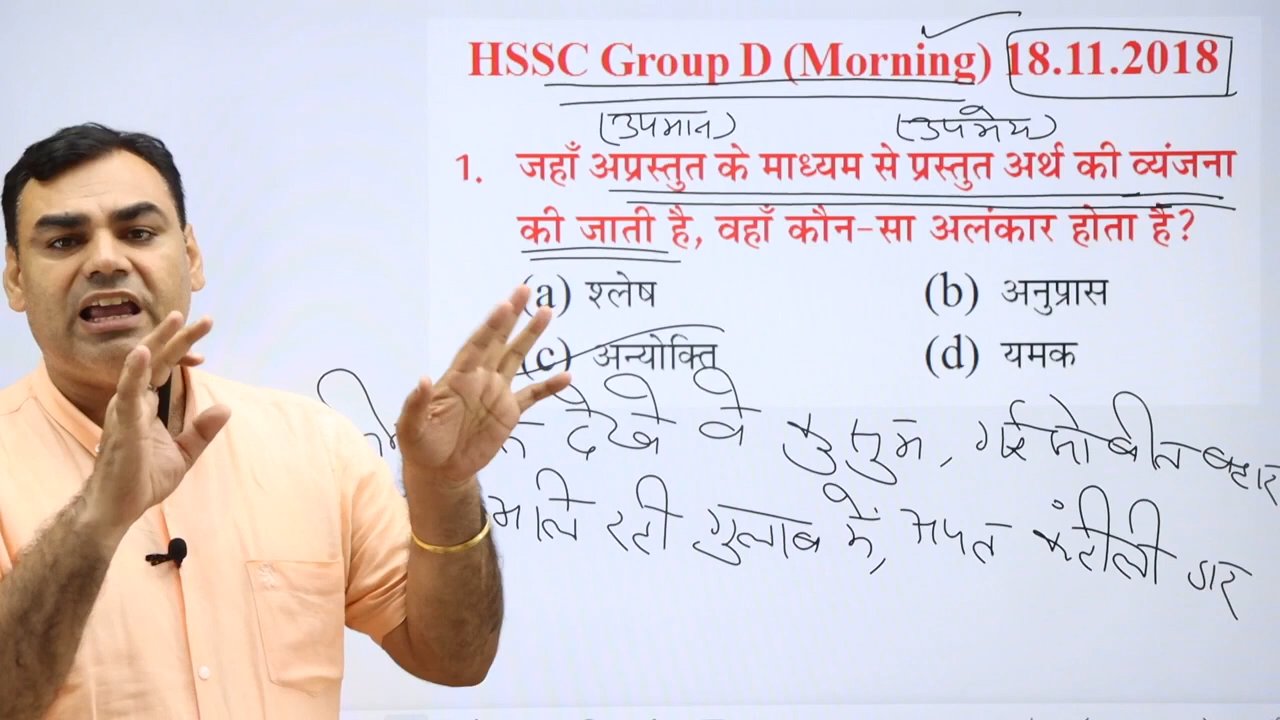 HSSC Group D (Morning) 18.11.2018
(उपमान) (उपमेय)
1. जहाँ अप्रस्तुत के माध्यम से प्रस्तुत अर्थ की व्यंजना
की जाती है, वहाँ कौन-सा अलंकार होता है?
(a) श्लेष (b) अनुप्रास
(c) अन्योक्ति (d) यमक
देखे वे कुसुम, गई सो बीत बहार
अलि रही गुलाब में, अपत कंटीली डार